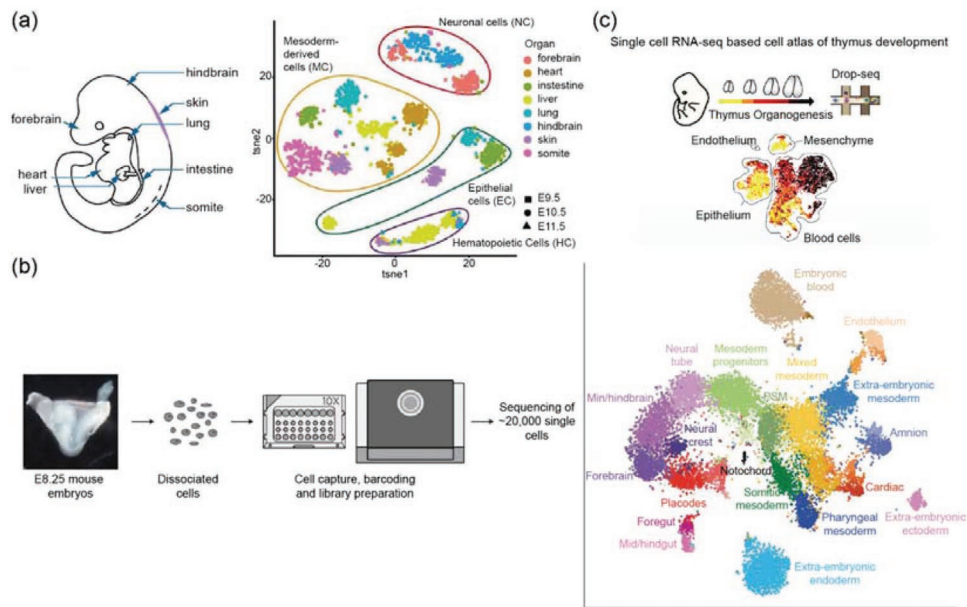 (a)
hindbrain
skin
forebrain
lung
heart
liver
intestine
somite
Neuronal cells (NC)
Mesoderm-
derived
cells (MC)
Organ
forebrain
heart
instestine
liver
lung
hindbrain
skin
somite
Epithelial
cells (EC)
E9.5
E10.5
E11.5
Hematopoietic Cells (HC)
tsne2
20
0
-20
-20
0
20
tsne1
(c)
Single cell RNA-seq based cell atlas of thymus development
Drop-seq
Thymus Organogenesis
Endothelium
Mesenchyme
Epithelium
Blood cells
(b)
E8.25 mouse
embryos
Dissociated
cells
10X
Cell capture, barcoding
and library preparation
Sequencing of
~20,000 single
cells
Embryonic
blood
Endothelium
Neural
tube
Mesoderm
progenitors
Mixed
mesoderm
Extra-embryonic
mesoderm
Min/hindbrain
PSM
Neural
crest
Amnion
Notochord
Forebrain
Placodes
Somitic
mesoderm
Cardiac
Foregut
Pharyngeal
mesoderm
Extra-embryonic
ectoderm
Mid/hindgut
Extra-embryonic
endoderm